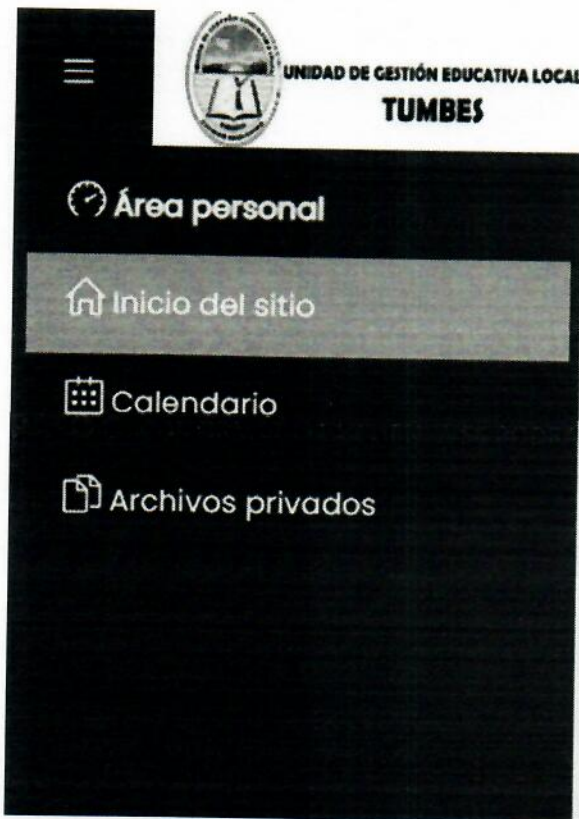 UNIDAD DE GESTIÓN EDUCATIVA LOCAL
TUMBES
Área personal
Inicio del sitio
Calendario
Archivos privados